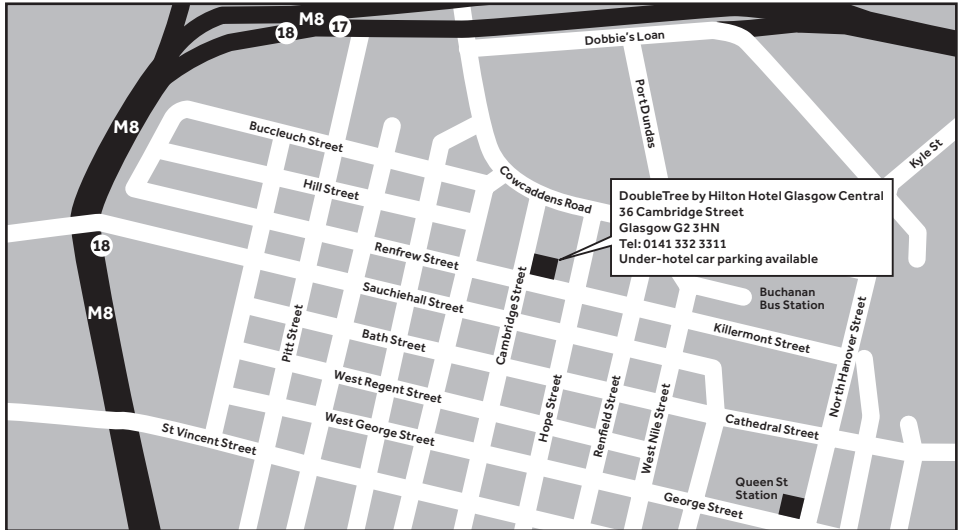 M8
17
18
Dobbie's Loan
Port Dundas
M8
Buccleuch Street
Kyle St
Hill Street
Cowcaddens Road
DoubleTree by Hilton Hotel Glasgow Central
36 Cambridge Street
Glasgow G2 3HN
Tel: 0141 332 3311
Under-hotel car parking available
18
Renfrew Street
Buchanan
Bus Station
Sauchiehall Street
Cambridge Street
M8
Pitt Street
Killermont Street
North Hanover Street
Bath Street
West Regent Street
Hope Street
Renfield Street
West Nile Street
West George Street
Cathedral Street
St Vincent Street
Queen St
Station
George Street